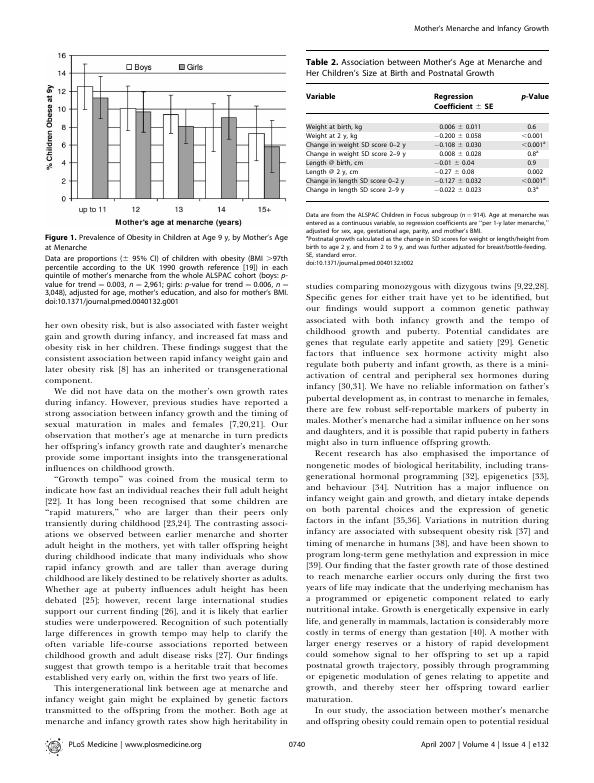 Mother's Menarche and Infancy Growth
16
14
12
10
8
6
4
2
0
% Children Obese at 9y
Boys
Girls
up to 11
12
13
14
15+
Mother's age at menarche (years)
Figure 1. Prevalence of Obesity in Children at Age 9 y, by Mother's Age
at Menarche
Data are proportions (± 95% CI) of children with obesity (BMI >97th
percentile according to the UK 1990 growth reference [19]) in each
quintile of mother's menarche from the whole ALSPAC cohort (boys: p-
value for trend = 0.003, n = 2,961; girls: p-value for trend = 0.006, n =
3,048), adjusted for age, mother's education, and also for mother's BMI.
doi:10.1371/journal.pmed.0040132.g001
her own obesity risk, but is also associated with faster weight
gain and growth during infancy, and increased fat mass and
obesity risk in her children. These findings suggest that the
consistent association between rapid infancy weight gain and
later obesity risk [8] has an inherited or transgenerational
component.
We did not have data on the mother's own growth rates
during infancy. However, previous studies have reported a
strong association between infancy growth and the timing of
sexual maturation in males and females [7,20,21]. Our
observation that mother's age at menarche in turn predicts
her offspring's infancy growth rate and daughter's menarche
provide some important insights into the transgenerational
influences on childhood growth.
"Growth tempo" was coined from the musical term to
indicate how fast an individual reaches their full adult height
[22]. It has long been recognised that some children are
"rapid maturers," who are larger than their peers only
transiently during childhood [23,24]. The contrasting associ-
ations we observed between earlier menarche and shorter
adult height in the mothers, yet with taller offspring height
during childhood indicate that many individuals who show
rapid growth and are taller than average during
childhood are likely destined to be relatively shorter as adults.
Whether age at puberty influences adult height has been
debated [25]; however, recent large international studies
support our current finding [26], and it is likely that earlier
studies were underpowered. Recognition of such potentially
large differences in growth tempo may help to clarify the
often variable life-course associations reported between
childhood growth and adult disease risks [27]. Our findings
suggest that growth tempo is a heritable trait that becomes
established very early on, within the first two years of life.
This intergenerational link between age at menarche and
infancy weight gain might be explained by genetic factors
transmitted to the offspring from the mother. Both age at
menarche and infancy growth rates show high heritability in
Table 2. Association between Mother's Age at Menarche and
Her Children's Size at Birth and Postnatal Growth
Variable Regression Coefficient ± SE p-Value
Weight at birth, kg 0.006 ± 0.011 0.6
Weight at 2 y, kg −0.200 ± 0.058 <0.001
Change in weight SD score 0–2 y −0.108 ± 0.030 <0.001a
Change in weight SD score 2–9 y 0.008 ± 0.028 0.8a
Length @ birth, cm −0.01 ± 0.04 0.9
Length @ 2 y, cm −0.27 ± 0.08 0.002
Change in length SD score 0–2 y −0.127 ± 0.032 <0.001a
Change in length SD score 2–9 y −0.022 ± 0.023 0.3a
Data are from the ALSPAC Children in Focus subgroup (n = 914). Age at menarche was
entered as a continuous variable, so regression coefficients are "per 1-y later menarche,"
adjusted for sex, age, gestational age, parity, and mother's BMI.
aPostnatal growth calculated as the change in SD scores for weight or length/height from
birth to age 2 y, and from 2 to 9 y, and was further adjusted for breast/bottle-feeding.
SE, standard error.
doi:10.1371/journal.pmed.0040132.t002
studies comparing monozygous with dizygous twins [9,22,28].
Specific genes for either trait have yet to be identified, but
our findings would support a common genetic pathway
associated with both infancy growth and the tempo of
childhood growth and puberty. Potential candidates are
genes that regulate early appetite and satiety [29]. Genetic
factors that influence sex hormone activity might also
regulate both puberty and infant growth, as there is a mini-
activation of central and peripheral sex hormones during
infancy [30,31]. We have no reliable information on father's
pubertal development as, in contrast to menarche in females,
there are few robust self-reportable markers of puberty in
males. Mother's menarche had a similar influence on her sons
and daughters, and it is possible that rapid puberty in fathers
might also in turn influence offspring growth.
Recent research has also emphasised the importance of
nongenetic modes of biological heritability, including trans-
generational hormonal programming [32], epigenetics [33],
and behaviour [34]. Nutrition has a major influence on
infancy weight gain and growth, and dietary intake depends
on both parental choices and the expression of genetic
factors in the infant [35,36]. Variations in nutrition during
infancy are associated with subsequent obesity risk [37] and
timing of menarche in humans [38], and have been shown to
program long-term gene methylation and expression in mice
[39]. Our finding that the faster growth rate of those destined
to reach menarche earlier occurs only during the first two
years of life may indicate that the underlying mechanism has
a programmed or epigenetic component related to early
nutritional intake. Growth is energetically expensive in early
life, and generally in mammals, lactation is considerably more
costly in terms of energy than gestation [40]. A mother with
larger energy reserves or a history of rapid development
could somehow signal to her offspring to set up a rapid
postnatal growth trajectory, possibly through programming
or epigenetic modulation of genes relating to appetite and
growth, and thereby steer her offspring toward earlier
maturation.
In our study, the association between mother's menarche
and offspring obesity could remain open to potential residual
PLoS Medicine | www.plosmedicine.org
0740
April 2007 | Volume 4 | Issue 4 | e132